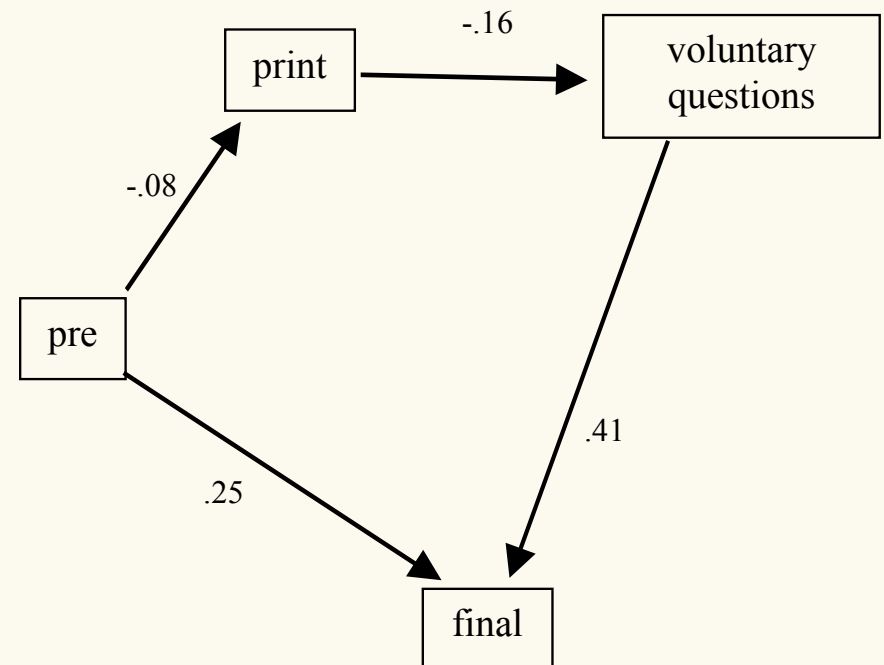 -.16
print
voluntary
questions
-.08
pre
.41
.25
final